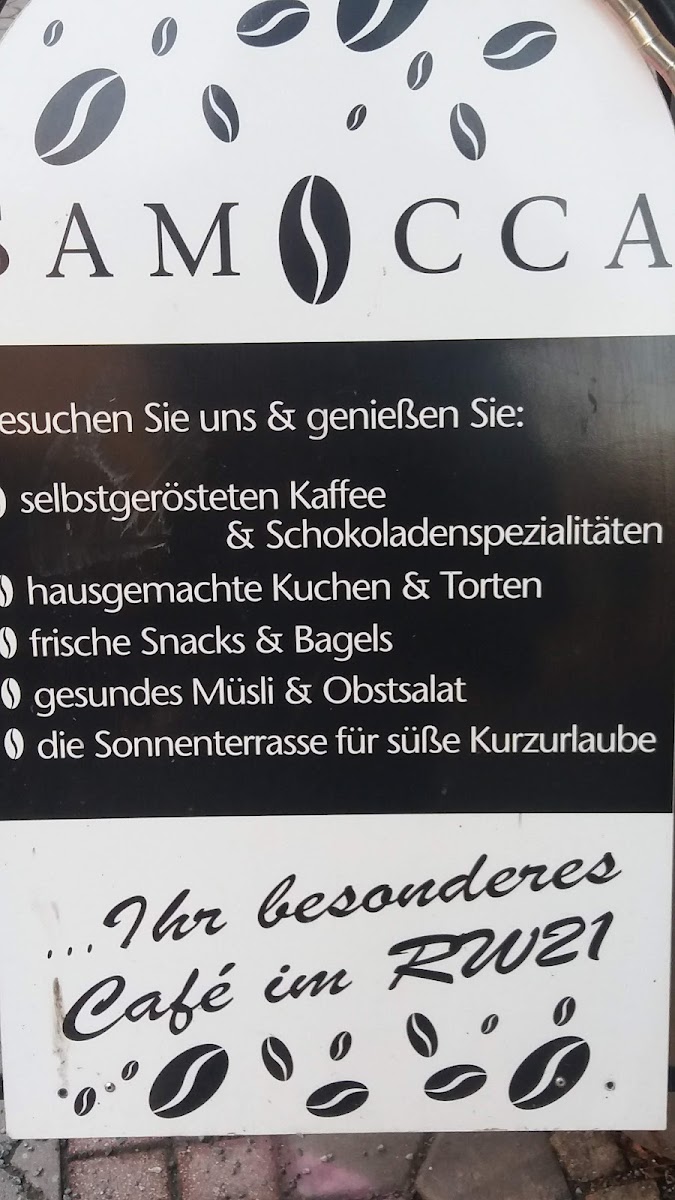 SAMOCCA
esuchen Sie uns & genießen Sie:
selbstgerösteten Kaffee
& Schokoladenspezialitäten
hausgemachte Kuchen & Torten
frische Snacks & Bagels
gesundes Müsli & Obstsalat
die Sonnenterrasse für süße Kurzurlaube
...Ihr besonderes
Café im RW21